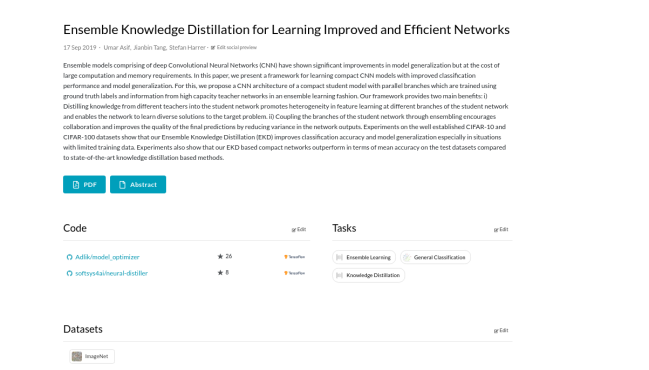 Ensemble Knowledge Distillation for Learning Improved and Efficient Networks
17 Sep 2019 · Umar Asif, Jianbin Tang, Stefan Harrer · Edit social preview
Ensemble models comprising of deep Convolutional Neural Networks (CNN) have shown significant improvements in model generalization but at the cost of
large computation and memory requirements. In this paper, we present a framework for learning compact CNN models with improved classification
performance and model generalization. For this, we propose a CNN architecture of a compact student model with parallel branches which are trained using
ground truth labels and information from high capacity teacher networks in an ensemble learning fashion. Our framework provides two main benefits: i)
Distilling knowledge from different teachers into the student network promotes heterogeneity in feature learning at different branches of the student network
and enables the network to learn diverse solutions to the target problem. ii) Coupling the branches of the student network through ensembling encourages
collaboration and improves the quality of the final predictions by reducing variance in the network outputs. Experiments on the well established CIFAR-10 and
CIFAR-100 datasets show that our Ensemble Knowledge Distillation (EKD) improves classification accuracy and model generalization especially in situations
with limited training data. Experiments also show that our EKD based compact networks outperform in terms of mean accuracy on the test datasets compared
to state-of-the-art knowledge distillation based methods.
PDF Abstract
Code Edit
Adlik/model_optimizer 26 TensorFlow
softsys4ai/neural-distiller 8 TensorFlow
Tasks Edit
Ensemble Learning General Classification
Knowledge Distillation
Datasets Edit
ImageNet